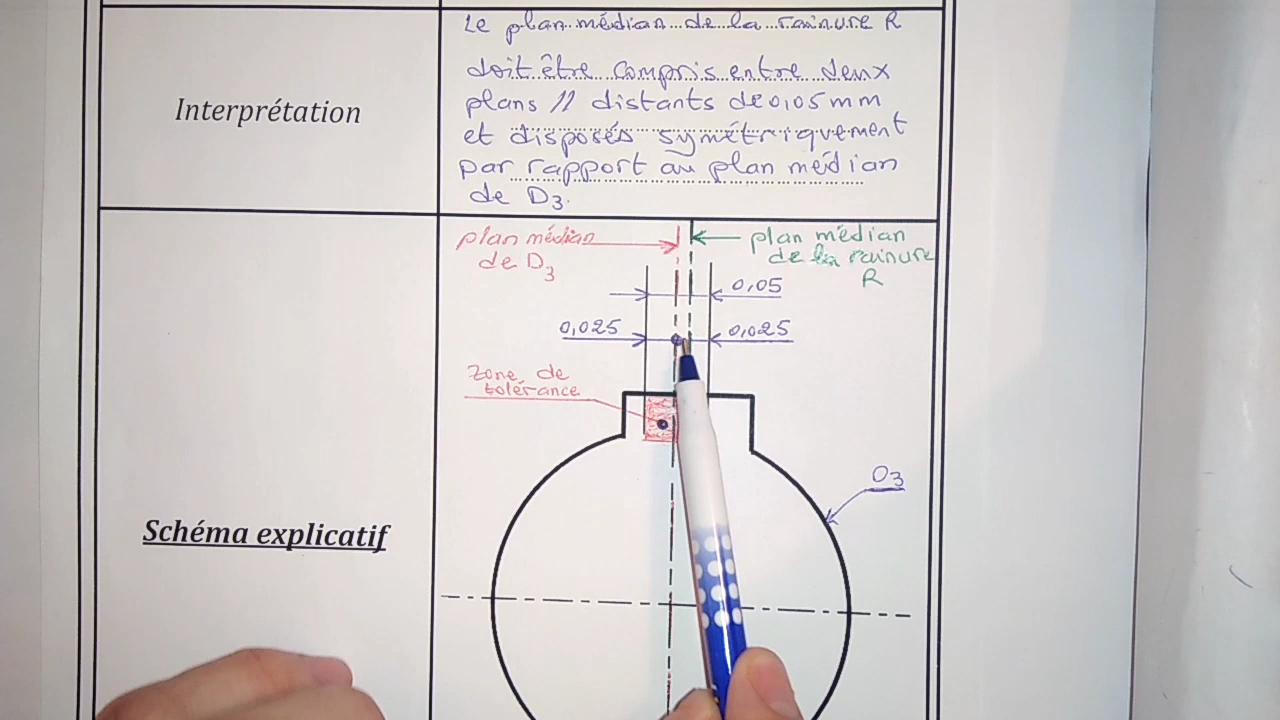 Le plan médian de la rainure R
doit être compris entre deux
Interprétation
plans // distants de 0,05 mm
et disposés symétriquement
par rapport au plan médian
de D3.
plan médian
de D3
plan médian
de la rainure
R
0,05
0,025
0,025
Zone de
tolérance
D3
Schéma explicatif